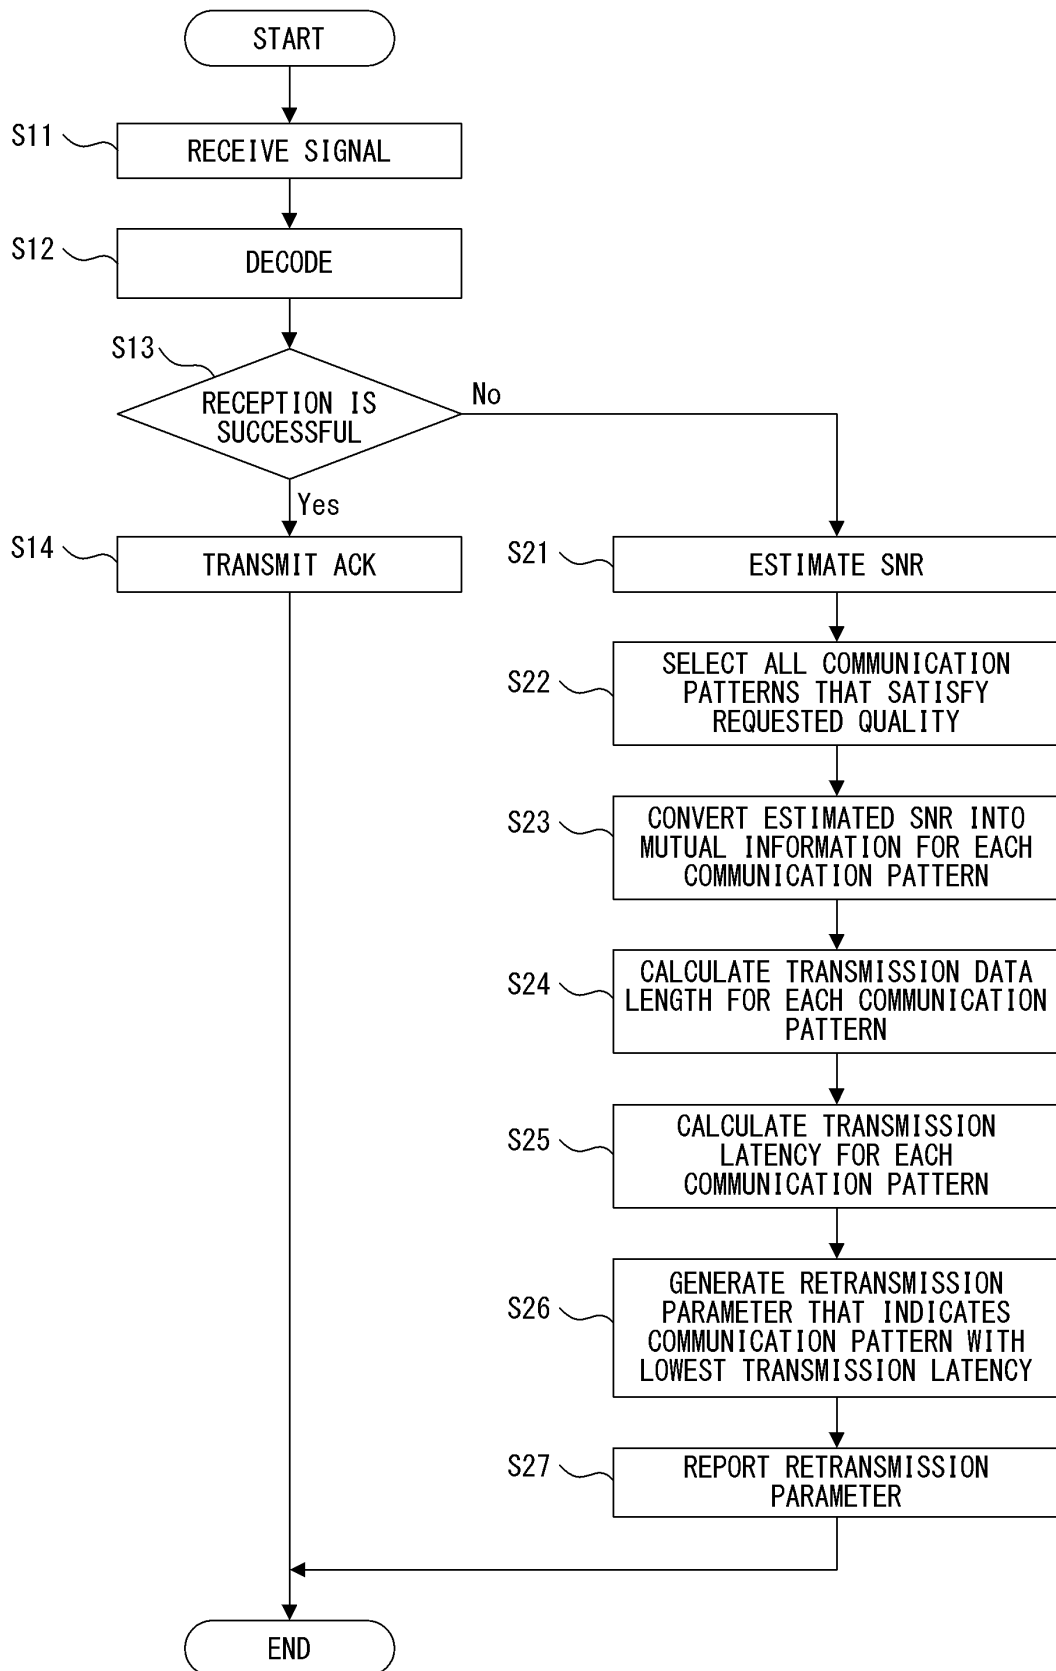 START
S11
RECEIVE SIGNAL
S12
DECODE
S13
RECEPTION IS
SUCCESSFUL
No
Yes
S14
TRANSMIT ACK
S21
ESTIMATE SNR
S22
SELECT ALL COMMUNICATION
PATTERNS THAT SATISFY
REQUESTED QUALITY
S23
CONVERT ESTIMATED SNR INTO
MUTUAL INFORMATION FOR EACH
COMMUNICATION PATTERN
S24
CALCULATE TRANSMISSION DATA
LENGTH FOR EACH COMMUNICATION
PATTERN
S25
CALCULATE TRANSMISSION
LATENCY FOR EACH
COMMUNICATION PATTERN
S26
GENERATE RETRANSMISSION
PARAMETER THAT INDICATES
COMMUNICATION PATTERN WITH
LOWEST TRANSMISSION LATENCY
S27
REPORT RETRANSMISSION
PARAMETER
END